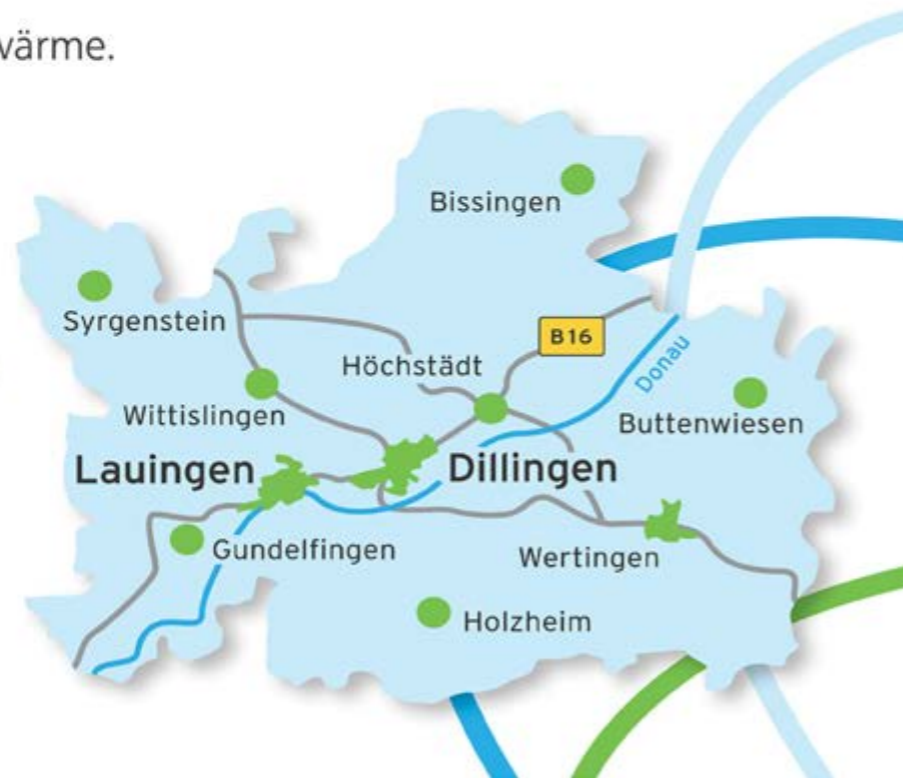 wärme.
Bissingen
Syrgenstein
B16
Höchstädt
Donau
Wittislingen
Buttenwiesen
Lauingen
Dillingen
Gundelfingen
Wertingen
Holzheim